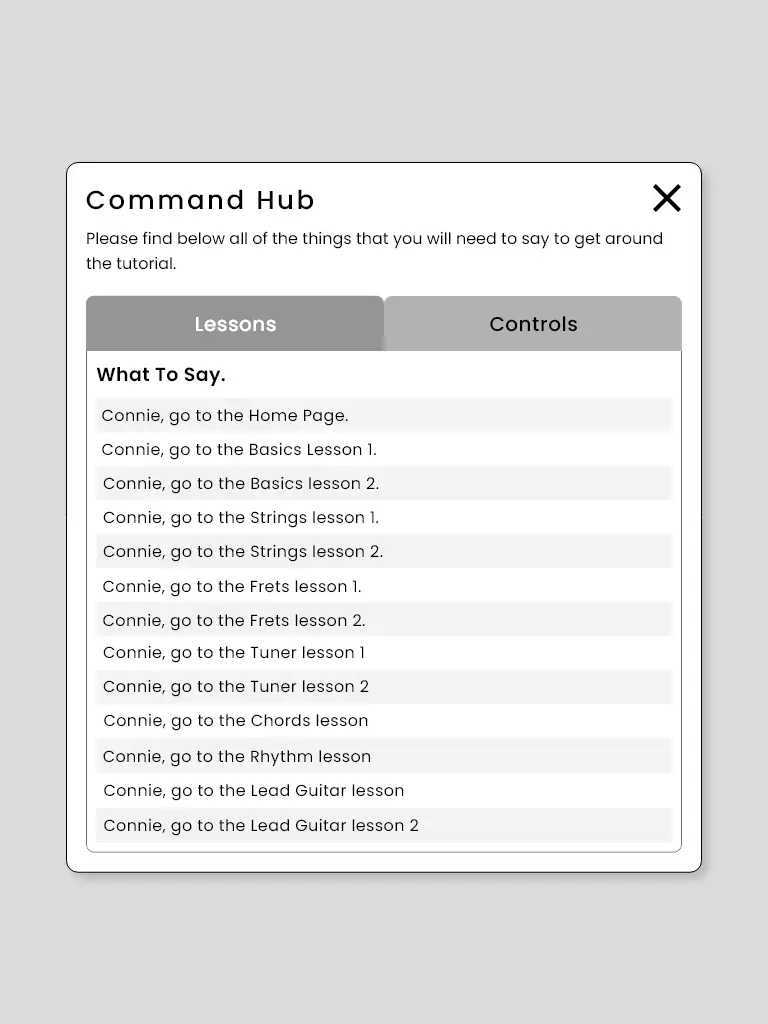 Command Hub
Please find below all of the things that you will need to say to get around
the tutorial.
Lessons
Controls
What To Say.
Connie, go to the Home Page.
Connie, go to the Basics Lesson 1.
Connie, go to the Basics lesson 2.
Connie, go to the Strings lesson 1.
Connie, go to the Strings lesson 2.
Connie, go to the Frets lesson 1.
Connie, go to the Frets lesson 2.
Connie, go to the Tuner lesson 1
Connie, go to the Tuner lesson 2
Connie, go to the Chords lesson
Connie, go to the Rhythm lesson
Connie, go to the Lead Guitar lesson
Connie, go to the Lead Guitar lesson 2